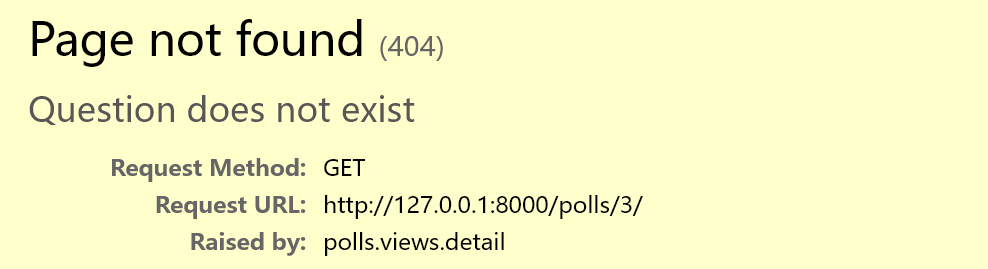 Page not found (404)
Question does not exist
Request Method: GET
Request URL: http://127.0.0.1:8000/polls/3/
Raised by: polls.views.detail